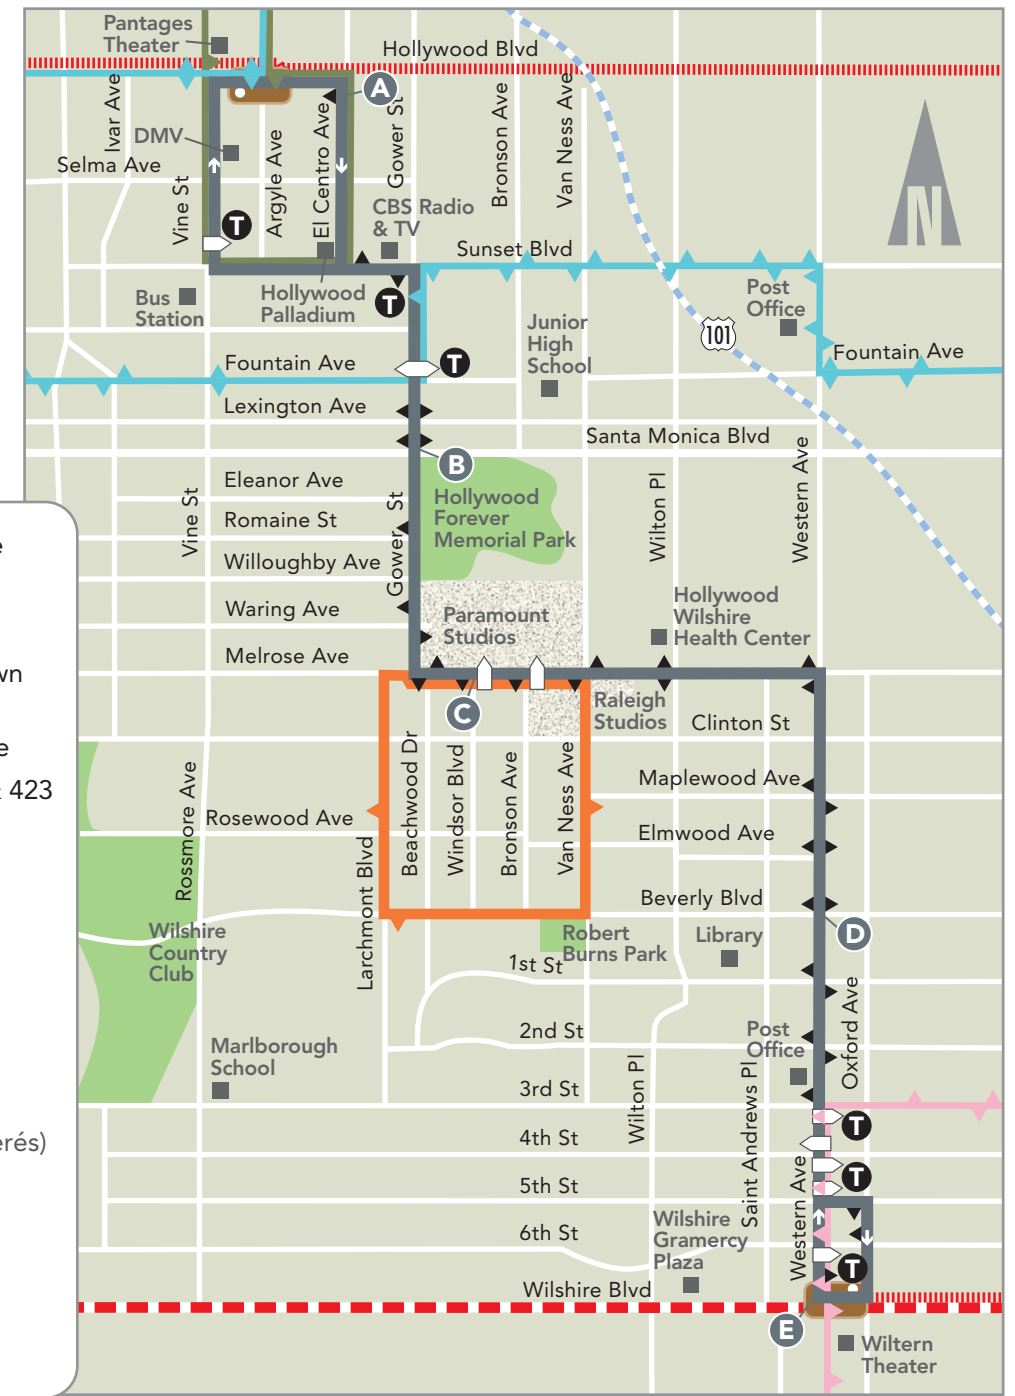 Pantages
Theater
Hollywood Blvd
A
Ivar Ave
DMV
Selma Ave
Vine St
Argyle Ave
El Centro Ave
Gower St
Bronson Ave
Van Ness Ave
N
T
CBS Radio
& TV
Sunset Blvd
Bus
Station
Hollywood
Palladium
T
Post
Office
Junior
High
School
101
Fountain Ave
T
Fountain Ave
Lexington Ave
Santa Monica Blvd
B
Eleanor Ave
Vine St
Gower St
Hollywood
Forever
Memorial Park
Wilton Pl
Western Ave
Romaine St
Willoughby Ave
Waring Ave
Paramount
Studios
Hollywood
Wilshire
Health Center
Melrose Ave
C
Raleigh
Studios
Clinton St
wn
e
423
Rossmore Ave
Beachwood Dr
Windsor Blvd
Bronson Ave
Van Ness Ave
Maplewood Ave
Rosewood Ave
Elmwood Ave
Larchmont Blvd
Beverly Blvd
D
Wilshire
Country
Club
Robert
Burns Park
Library
1st St
Oxford Ave
2nd St
Post
Office
Marlborough
School
Wilton Pl
Saint Andrews Pl
3rd St
T
erés)
4th St
T
5th St
Western Ave
6th St
Wilshire
Gramercy
Plaza
T
Wilshire Blvd
E
Wiltern
Theater